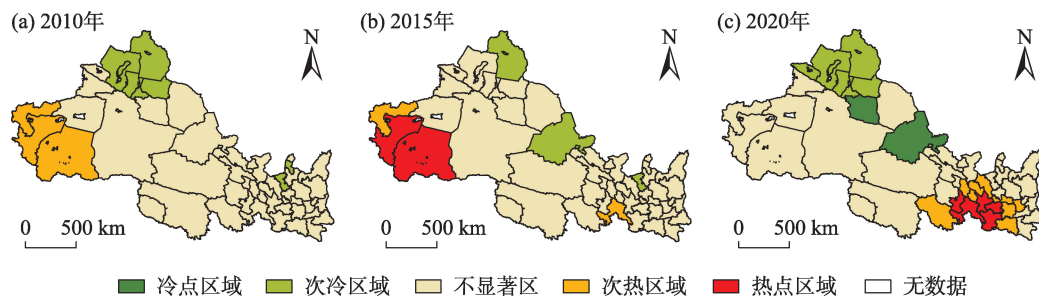 (a) 2010年
(b) 2015年
(c) 2020年
N
N
N
0 500 km
0 500 km
0 500 km
冷点区域 次冷区域 不显著区 次热区域 热点区域 无数据